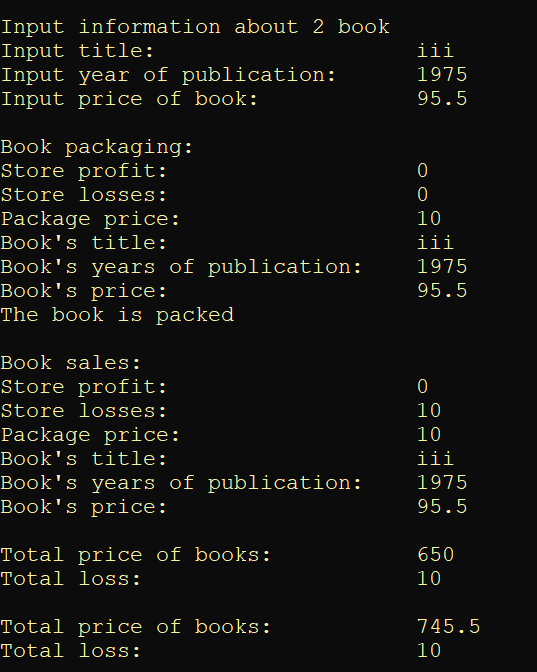 Input information about 2 book
Input title: iii
Input year of publication: 1975
Input price of book: 95.5
Book packaging:
Store profit: 0
Store losses: 0
Package price: 10
Book's title: iii
Book's years of publication: 1975
Book's price: 95.5
The book is packed
Book sales:
Store profit: 0
Store losses: 10
Package price: 10
Book's title: iii
Book's years of publication: 1975
Book's price: 95.5
Total price of books: 650
Total loss: 10
Total price of books: 745.5
Total loss: 10